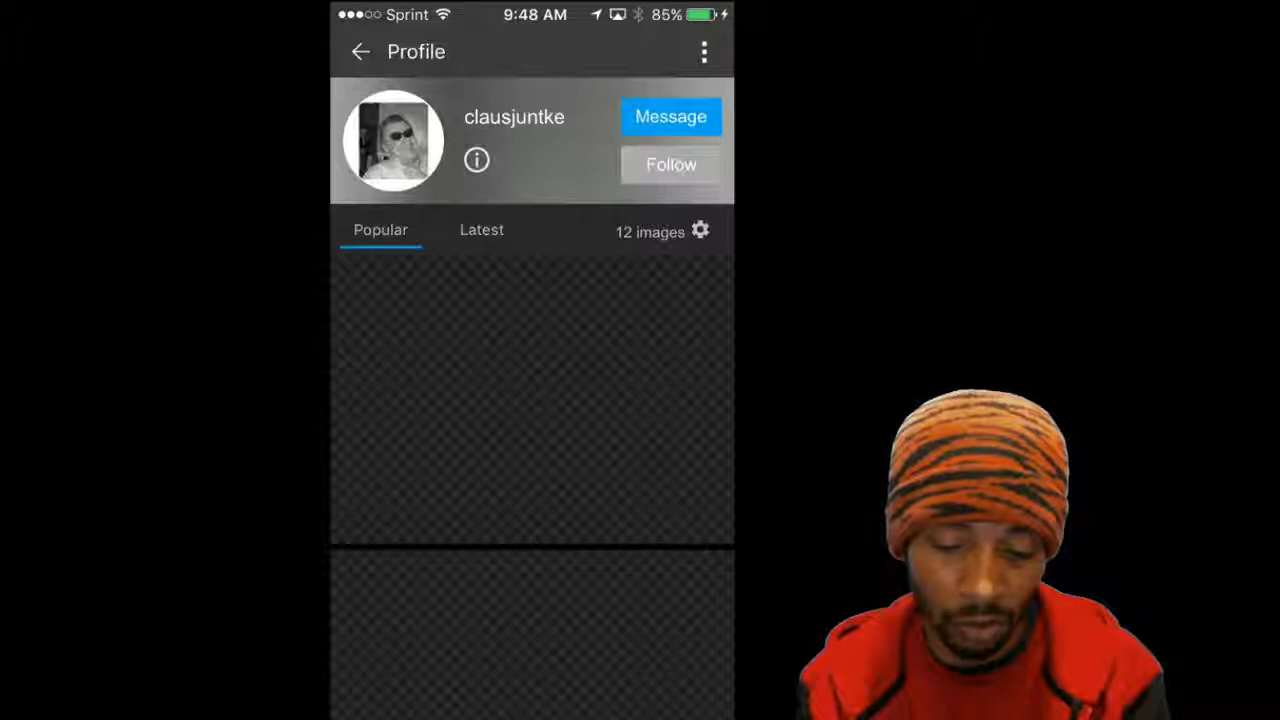 Sprint 9:48 AM 85%
Profile
clausjuntke
Message
Follow
Popular Latest 12 images